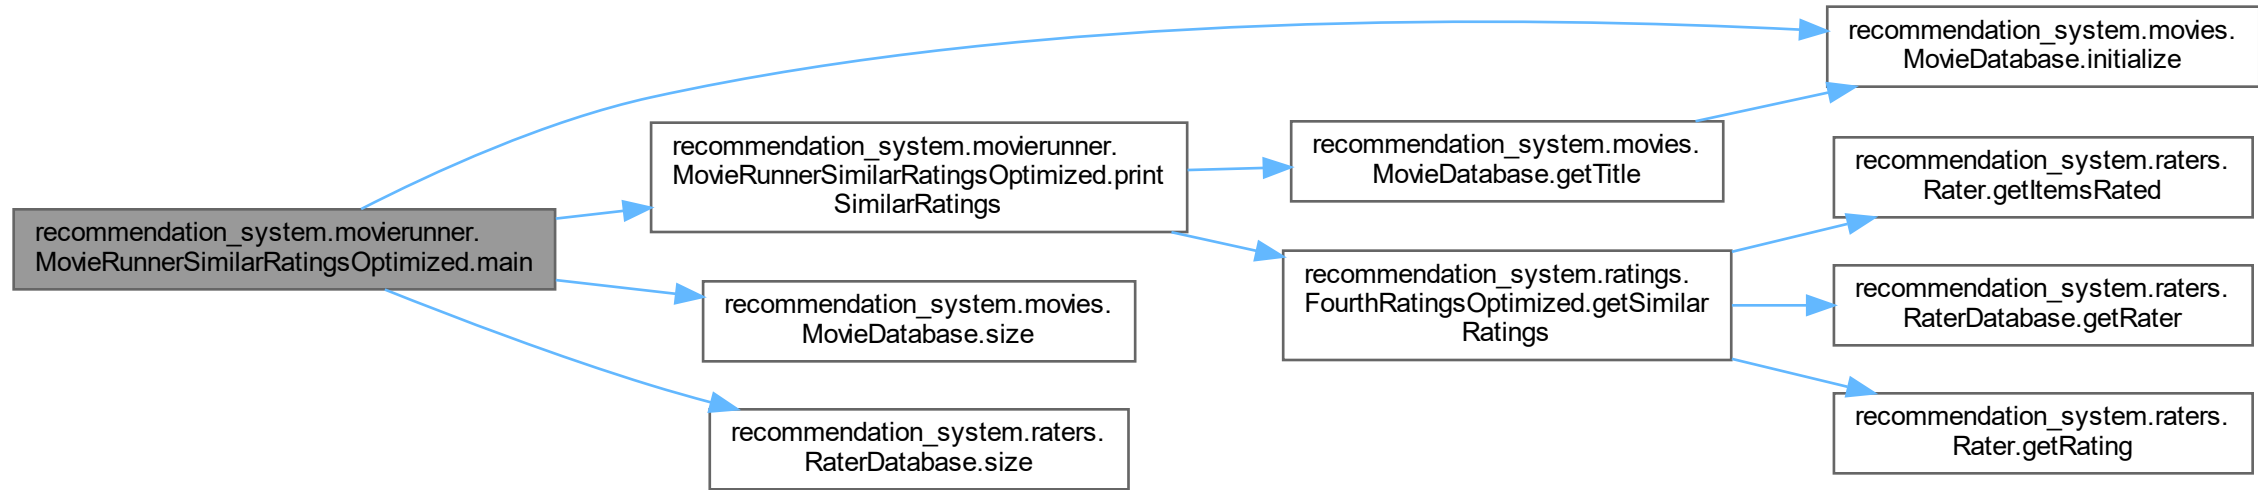 recommendation_system.movierunner.
MovieRunnerSimilarRatingsOptimized.main
recommendation_system.movierunner.
MovieRunnerSimilarRatingsOptimized.print
SimilarRatings
recommendation_system.movies.
MovieDatabase.size
recommendation_system.raters.
RaterDatabase.size
recommendation_system.movies.
MovieDatabase.getTitle
recommendation_system.ratings.
FourthRatingsOptimized.getSimilar
Ratings
recommendation_system.movies.
MovieDatabase.initialize
recommendation_system.raters.
Rater.getItemsRated
recommendation_system.raters.
RaterDatabase.getRater
recommendation_system.raters.
Rater.getRating